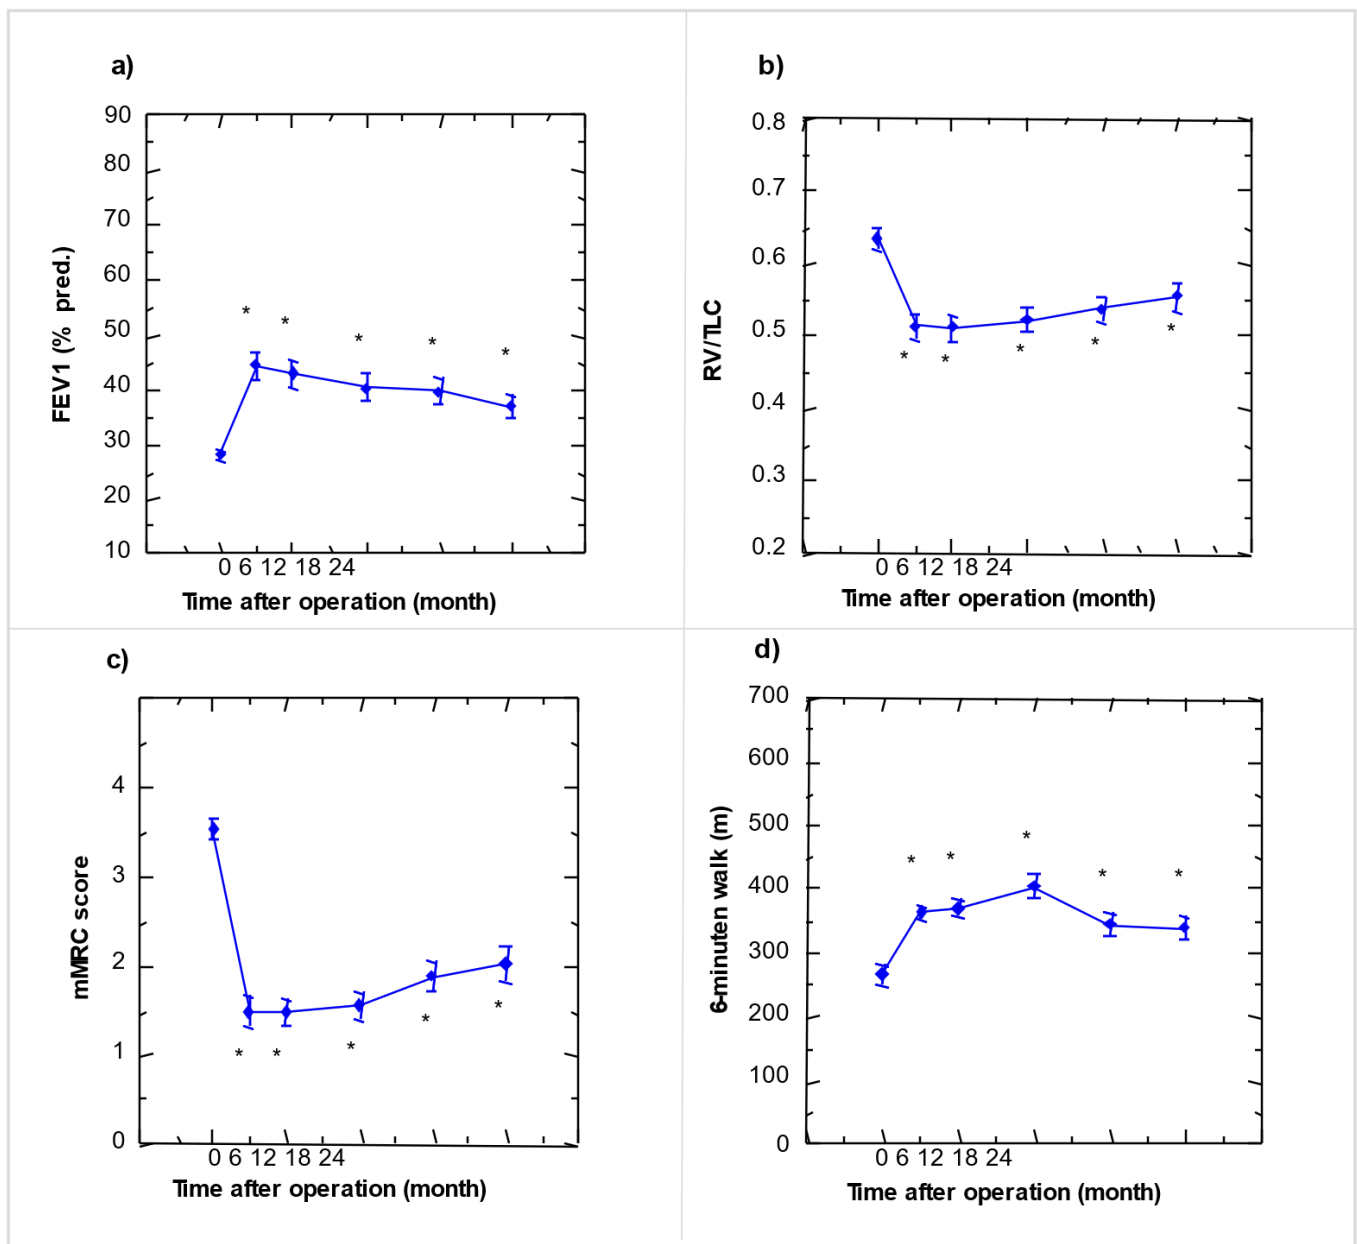 a)
90
80
70
60
50
40
30
20
10
FEV1 (% pred.)
* * * * *
0 6 12 18 24
Time after operation (month)
b)
0.8
0.7
0.6
0.5
0.4
0.3
0.2
RV/TLC
* * * * *
0 6 12 18 24
Time after operation (month)
c)
4
3
2
1
0
mMRC score
* * * * *
0 6 12 18 24
Time after operation (month)
d)
700
600
500
400
300
200
100
0
6-minuten walk (m)
* * * * *
0 6 12 18 24
Time after operation (month)